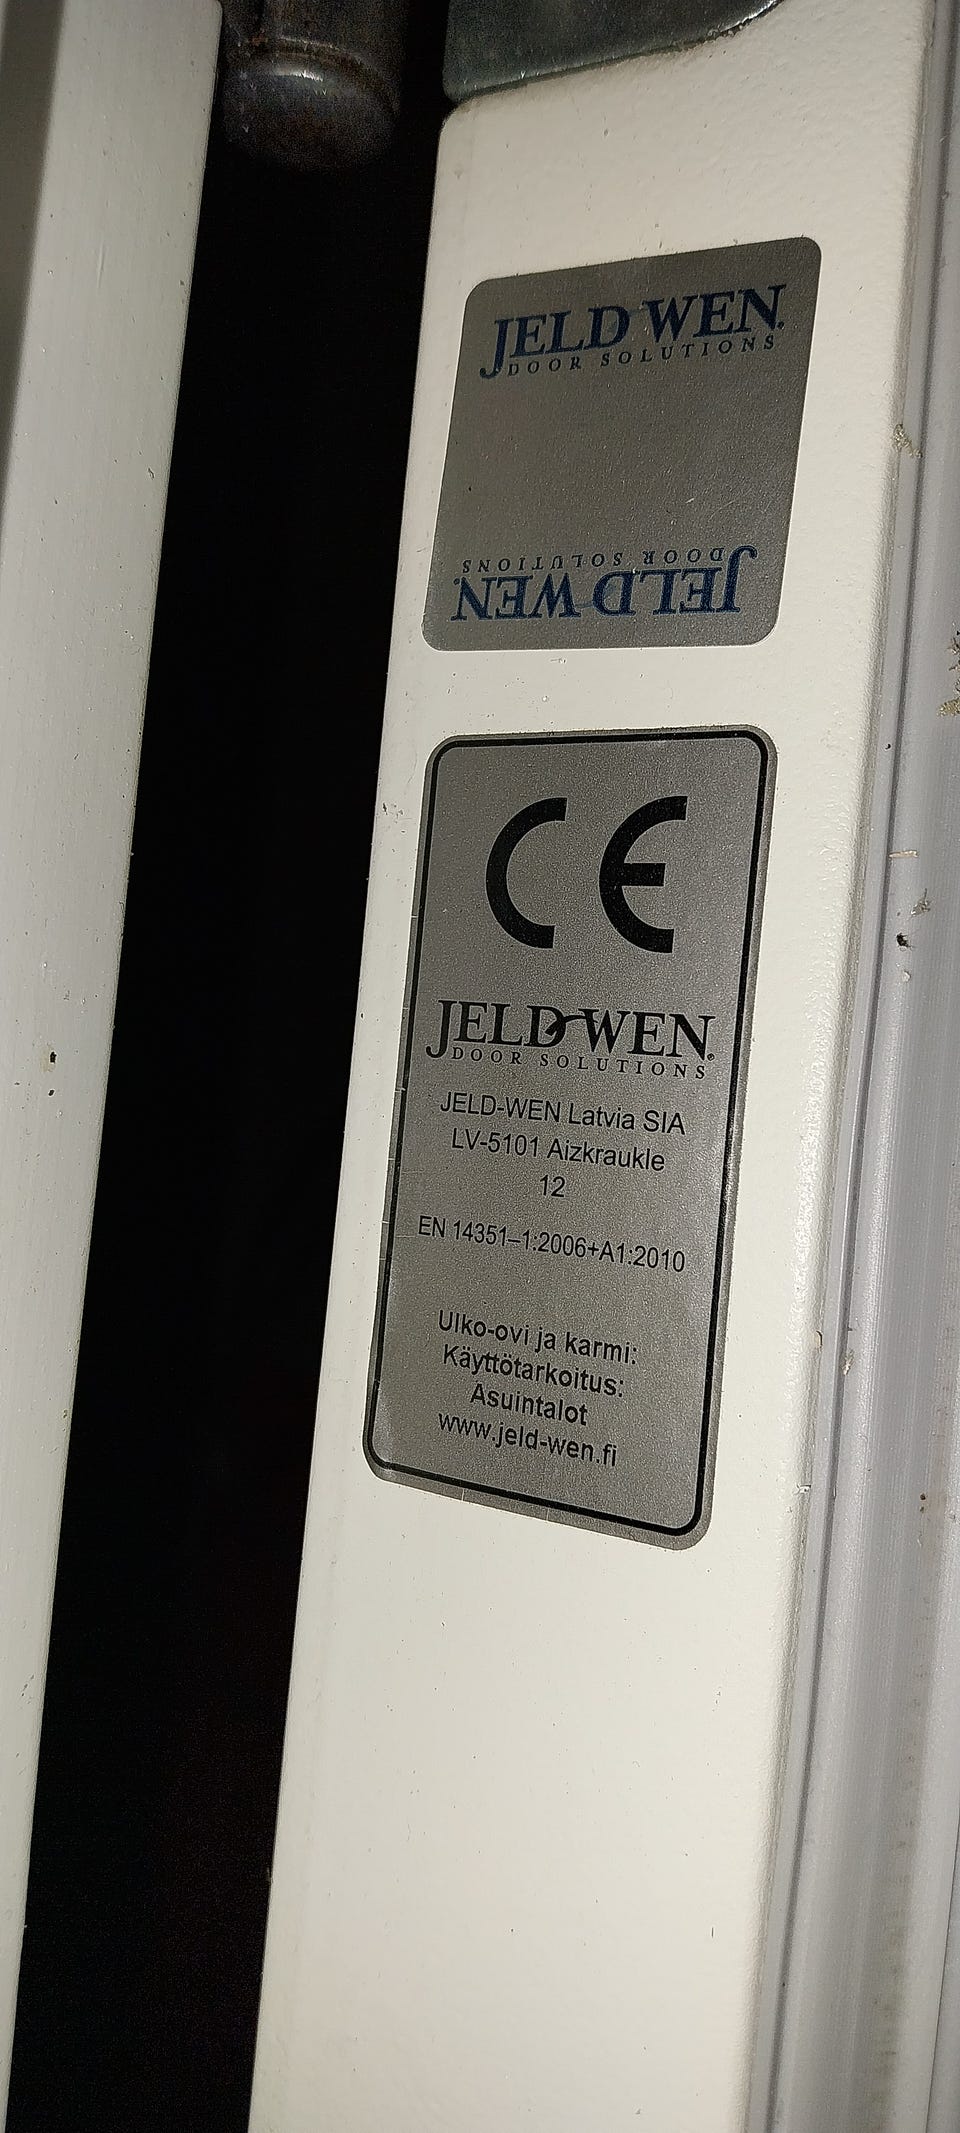 JELD WEN
DOOR SOLUTIONS
JELD WEN
DOOR SOLUTIONS
CE
JELD-WEN
DOOR SOLUTIONS
JELD-WEN Latvia SIA
LV-5101 Aizkraukle
12
EN 14351–1:2006+A1:2010
Ulko-ovi ja karmi:
Käyttötarkoitus:
Asuintalot
www.jeld-wen.fi